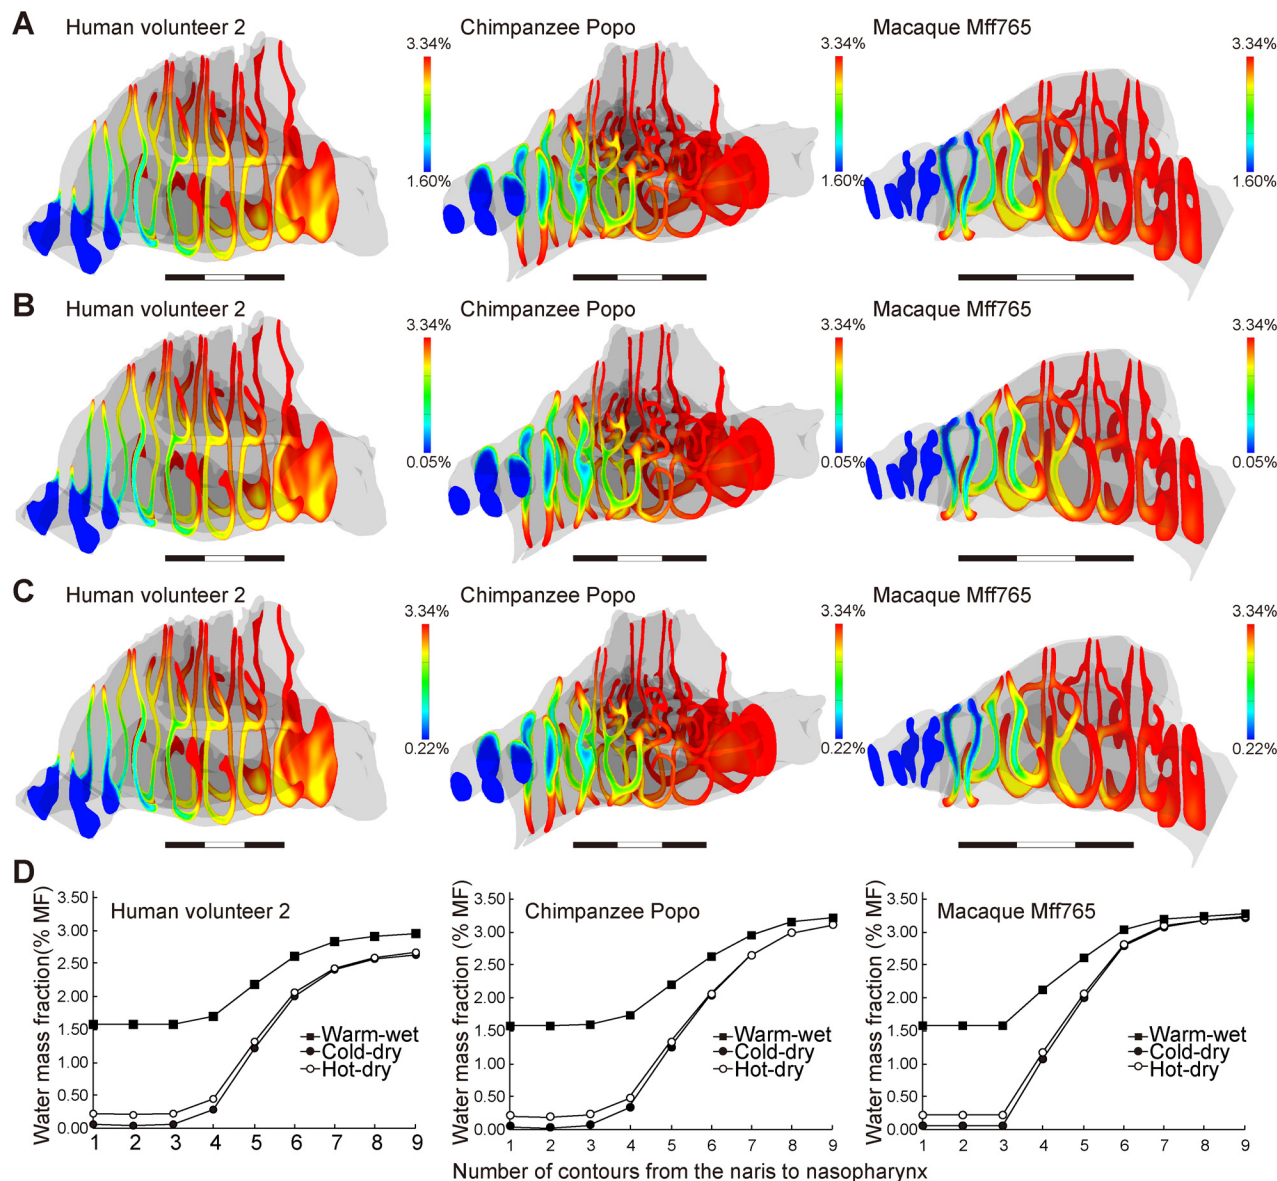 A
Human volunteer 2
Chimpanzee Popo
Macaque Mff765
3.34%
1.60%
3.34%
1.60%
3.34%
1.60%
B
Human volunteer 2
Chimpanzee Popo
Macaque Mff765
3.34%
0.05%
3.34%
0.05%
3.34%
0.05%
C
Human volunteer 2
Chimpanzee Popo
Macaque Mff765
3.34%
0.22%
3.34%
0.22%
3.34%
0.22%
D
Water mass fraction(% MF)
3.50
3.00
2.50
2.00
1.50
1.00
0.50
0.00
Human volunteer 2
Warm-wet
Cold-dry
Hot-dry
1 2 3 4 5 6 7 8 9
Water mass fraction (% MF)
3.50
3.00
2.50
2.00
1.50
1.00
0.50
0.00
Chimpanzee Popo
Warm-wet
Cold-dry
Hot-dry
1 2 3 4 5 6 7 8 9
Water mass fraction (% MF)
3.50
3.00
2.50
2.00
1.50
1.00
0.50
0.00
Macaque Mff765
Warm-wet
Cold-dry
Hot-dry
1 2 3 4 5 6 7 8 9
Number of contours from the naris to nasopharynx